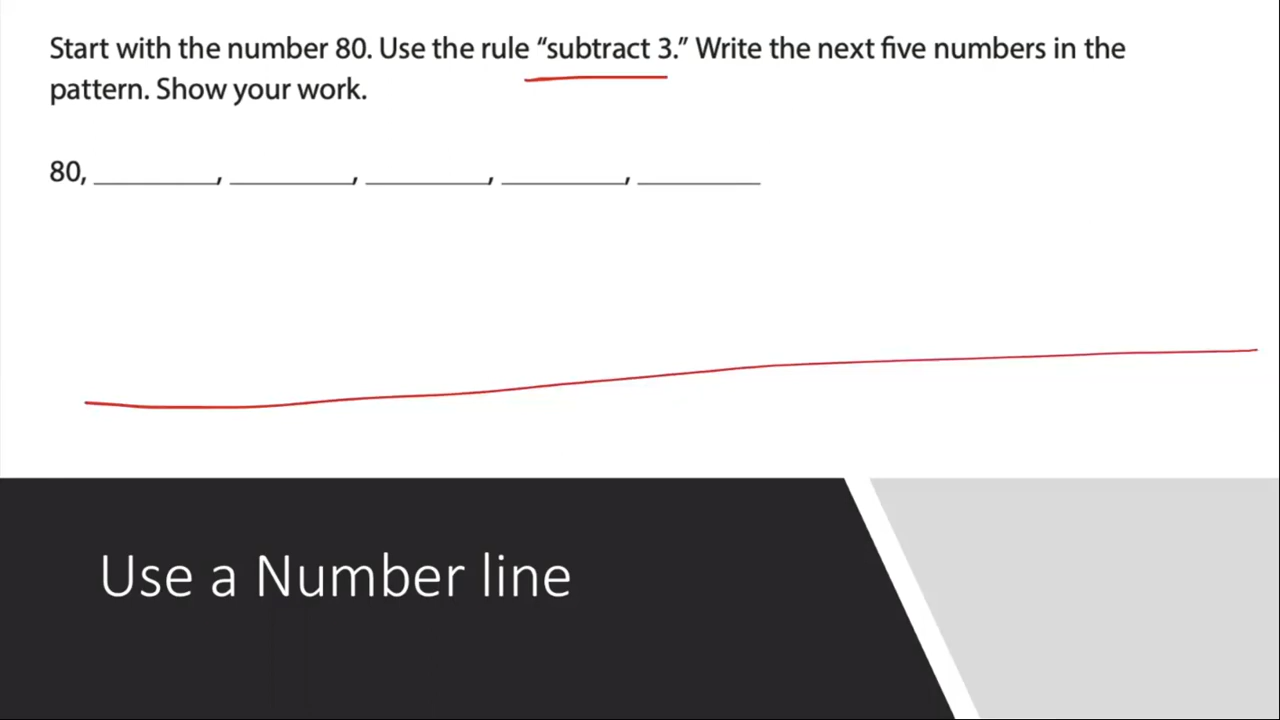 Start with the number 80. Use the rule “subtract 3.” Write the next five numbers in the
pattern. Show your work.
80, ________, ________, ________, ________, ________
Use a Number line